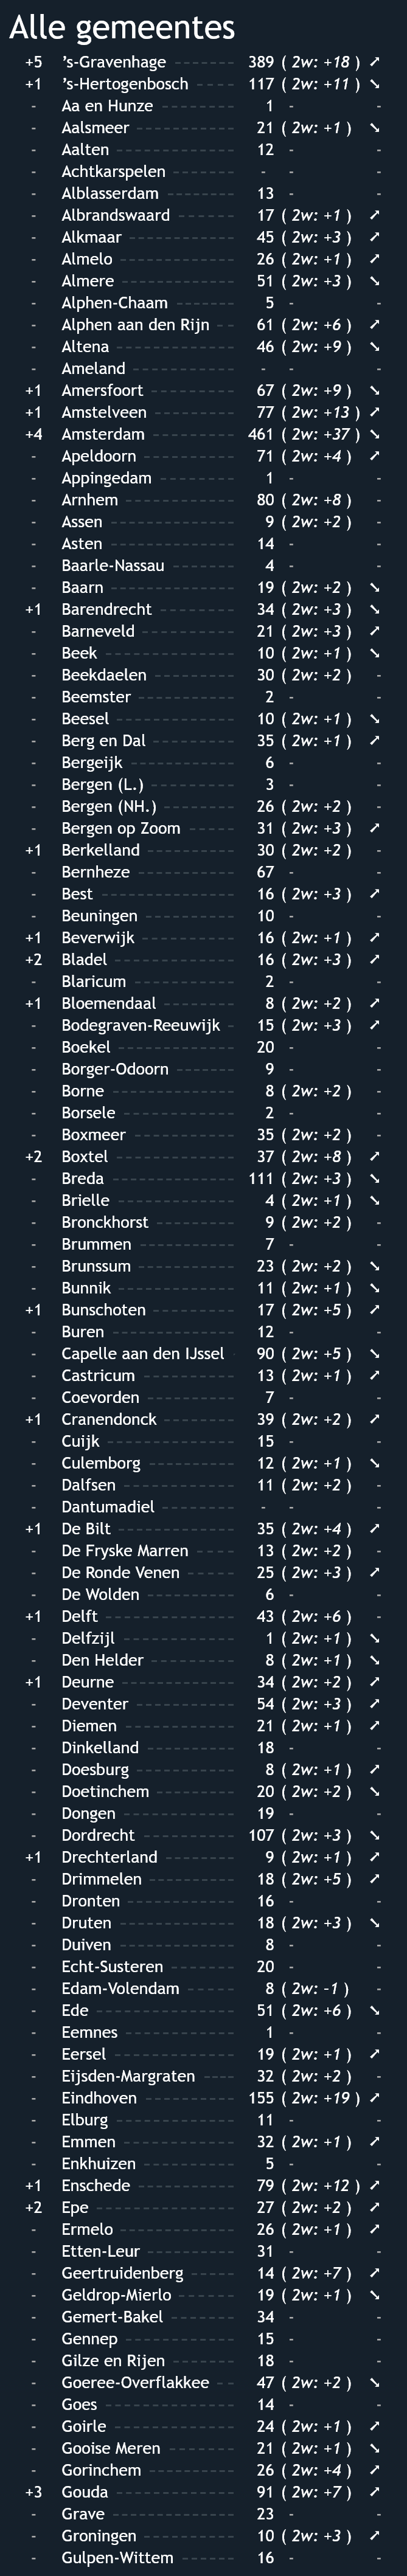 Alle gemeentes
+5 ’s-Gravenhage 389 ( 2w: +18 ) ➚
+1 ’s-Hertogenbosch 117 ( 2w: +11 ) ➘
- Aa en Hunze 1 - -
- Aalsmeer 21 ( 2w: +1 ) ➘
- Aalten 12 - -
- Achtkarspelen - - -
- Alblasserdam 13 - -
- Albrandswaard 17 ( 2w: +1 ) ➚
- Alkmaar 45 ( 2w: +3 ) ➚
- Almelo 26 ( 2w: +1 ) ➚
- Almere 51 ( 2w: +3 ) ➘
- Alphen-Chaam 5 - -
- Alphen aan den Rijn 61 ( 2w: +6 ) ➚
- Altena 46 ( 2w: +9 ) ➘
- Ameland - - -
+1 Amersfoort 67 ( 2w: +9 ) ➘
+1 Amstelveen 77 ( 2w: +13 ) ➚
+4 Amsterdam 461 ( 2w: +37 ) ➘
- Apeldoorn 71 ( 2w: +4 ) ➚
- Appingedam 1 - -
- Arnhem 80 ( 2w: +8 ) -
- Assen 9 ( 2w: +2 ) -
- Asten 14 - -
- Baarle-Nassau 4 - -
- Baarn 19 ( 2w: +2 ) ➘
+1 Barendrecht 34 ( 2w: +3 ) ➘
- Barneveld 21 ( 2w: +3 ) ➚
- Beek 10 ( 2w: +1 ) ➘
- Beekdaelen 30 ( 2w: +2 ) -
- Beemster 2 - -
- Beesel 10 ( 2w: +1 ) ➘
- Berg en Dal 35 ( 2w: +1 ) ➚
- Bergeijk 6 - -
- Bergen (L.) 3 - -
- Bergen (NH.) 26 ( 2w: +2 ) -
- Bergen op Zoom 31 ( 2w: +3 ) ➚
+1 Berkelland 30 ( 2w: +2 ) -
- Bernheze 67 - -
- Best 16 ( 2w: +3 ) ➚
- Beuningen 10 - -
+1 Beverwijk 16 ( 2w: +1 ) ➚
+2 Bladel 16 ( 2w: +3 ) ➚
- Blaricum 2 - -
+1 Bloemendaal 8 ( 2w: +2 ) ➚
- Bodegraven-Reeuwijk 15 ( 2w: +3 ) ➚
- Boekel 20 - -
- Borger-Odoorn 9 - -
- Borne 8 ( 2w: +2 ) -
- Borsele 2 - -
- Boxmeer 35 ( 2w: +2 ) -
+2 Boxtel 37 ( 2w: +8 ) ➚
- Breda 111 ( 2w: +3 ) ➘
- Brielle 4 ( 2w: +1 ) ➘
- Bronckhorst 9 ( 2w: +2 ) -
- Brummen 7 - -
- Brunssum 23 ( 2w: +2 ) ➘
- Bunnik 11 ( 2w: +1 ) ➘
+1 Bunschoten 17 ( 2w: +5 ) ➚
- Buren 12 - -
- Capelle aan den IJssel 90 ( 2w: +5 ) ➘
- Castricum 13 ( 2w: +1 ) ➚
- Coevorden 7 - -
+1 Cranendonck 39 ( 2w: +2 ) ➚
- Cuijk 15 - -
- Culemborg 12 ( 2w: +1 ) ➘
- Dalfsen 11 ( 2w: +2 ) -
- Dantumadiel - - -
+1 De Bilt 35 ( 2w: +4 ) ➚
- De Fryske Marren 13 ( 2w: +2 ) -
- De Ronde Venen 25 ( 2w: +3 ) ➚
- De Wolden 6 - -
+1 Delft 43 ( 2w: +6 ) -
- Delfzijl 1 ( 2w: +1 ) ➘
- Den Helder 8 ( 2w: +1 ) ➘
+1 Deurne 34 ( 2w: +2 ) ➚
- Deventer 54 ( 2w: +3 ) ➚
- Diemen 21 ( 2w: +1 ) ➚
- Dinkelland 18 - -
- Doesburg 8 ( 2w: +1 ) ➚
- Doetinchem 20 ( 2w: +2 ) ➘
- Dongen 19 - -
- Dordrecht 107 ( 2w: +3 ) ➘
+1 Drechterland 9 ( 2w: +1 ) ➚
- Drimmelen 18 ( 2w: +5 ) ➚
- Dronten 16 - -
- Druten 18 ( 2w: +3 ) ➘
- Duiven 8 - -
- Echt-Susteren 20 - -
- Edam-Volendam 8 ( 2w: -1 ) -
- Ede 51 ( 2w: +6 ) ➘
- Eemnes 1 - -
- Eersel 19 ( 2w: +1 ) ➚
- Eijsden-Margraten 32 ( 2w: +2 ) -
- Eindhoven 155 ( 2w: +19 ) ➚
- Elburg 11 - -
- Emmen 32 ( 2w: +1 ) ➚
- Enkhuizen 5 - -
+1 Enschede 79 ( 2w: +12 ) ➚
+2 Epe 27 ( 2w: +2 ) ➚
- Ermelo 26 ( 2w: +1 ) ➚
- Etten-Leur 31 - -
- Geertruidenberg 14 ( 2w: +7 ) ➚
- Geldrop-Mierlo 19 ( 2w: +1 ) ➘
- Gemert-Bakel 34 - -
- Gennep 15 - -
- Gilze en Rijen 18 - -
- Goeree-Overflakkee 47 ( 2w: +2 ) ➘
- Goes 14 - -
- Goirle 24 ( 2w: +1 ) ➚
- Gooise Meren 21 ( 2w: +1 ) ➘
- Gorinchem 26 ( 2w: +4 ) ➚
+3 Gouda 91 ( 2w: +7 ) ➚
- Grave 23 - -
- Groningen 10 ( 2w: +3 ) ➚
- Gulpen-Wittem 16 - -